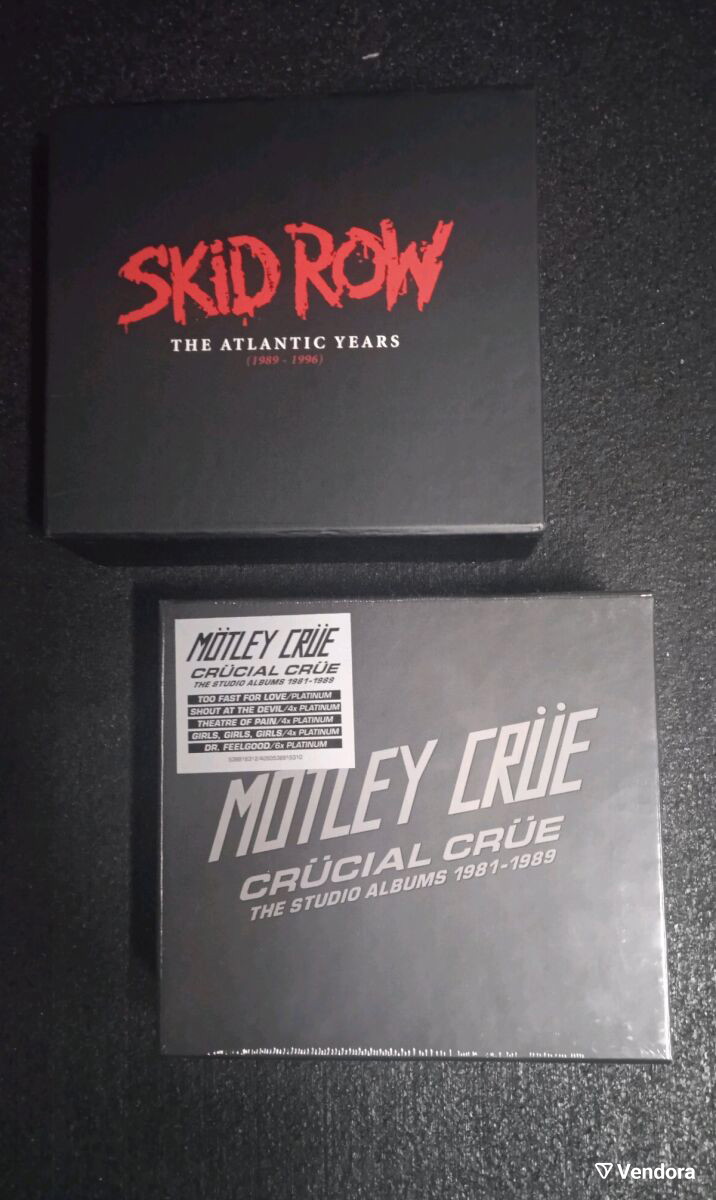 SKiD ROW
THE ATLANTIC YEARS
(1989 - 1996)
MÖTLEY CRÜE
CRÜCIAL CRÜE
THE STUDIO ALBUMS 1981-1989
TOO FAST FOR LOVE/PLATINUM
SHOUT AT THE DEVIL/4x PLATINUM
THEATRE OF PAIN/4x PLATINUM
GIRLS, GIRLS, GIRLS/4x PLATINUM
DR. FEELGOOD/6x PLATINUM
MÖTLEY CRÜE
CRÜCIAL CRÜE
THE STUDIO ALBUMS 1981-1989
Vendora